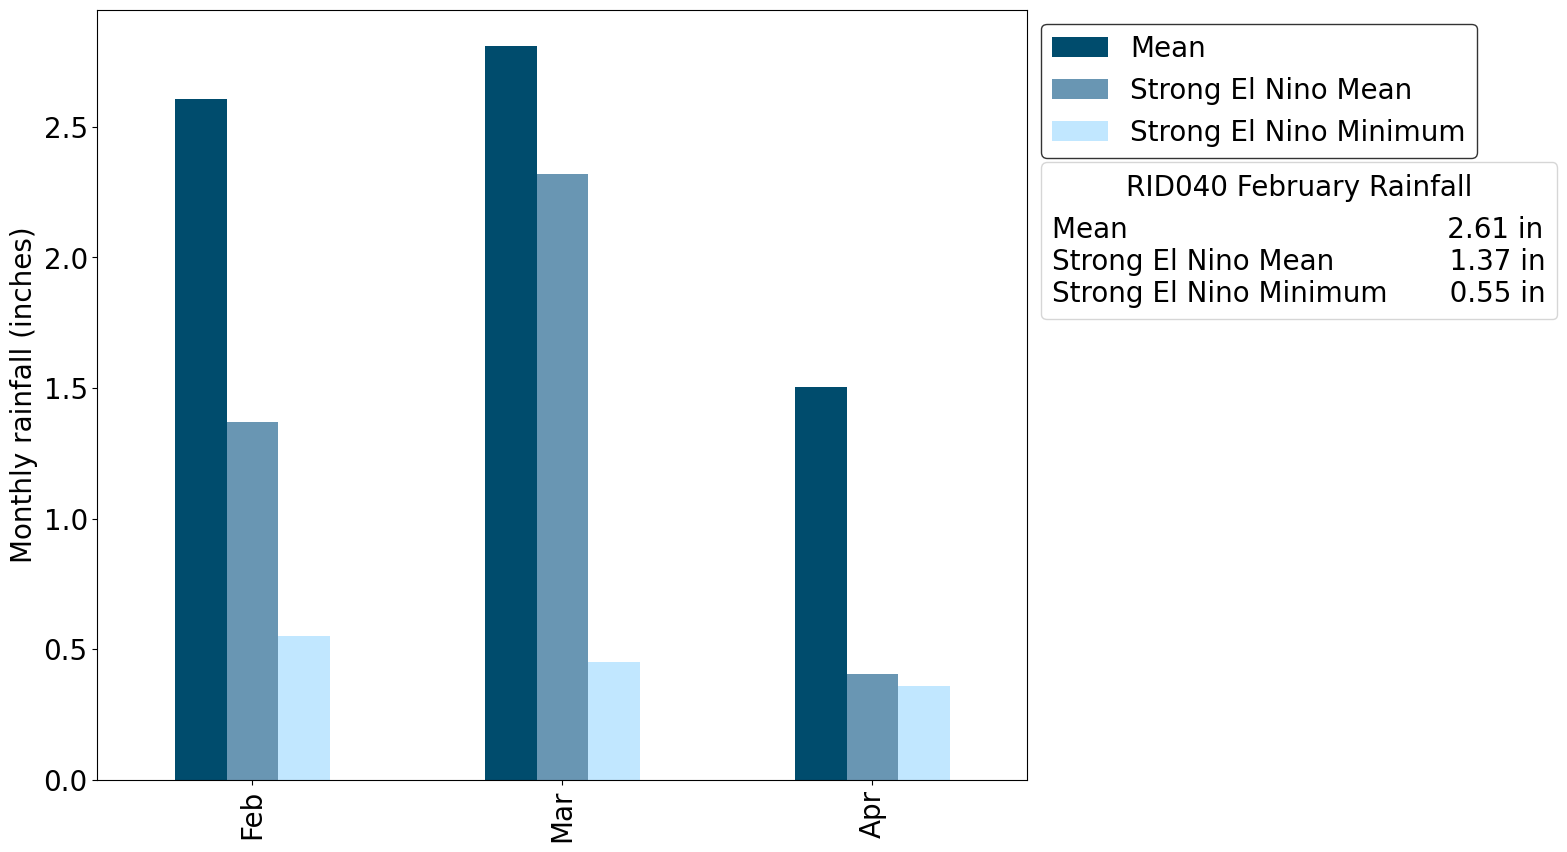 Monthly rainfall (inches)
2.5
2.0
1.5
1.0
0.5
0.0
Feb
Mar
Apr
Mean
Strong El Nino Mean
Strong El Nino Minimum
RID040 February Rainfall
Mean 2.61 in
Strong El Nino Mean 1.37 in
Strong El Nino Minimum 0.55 in